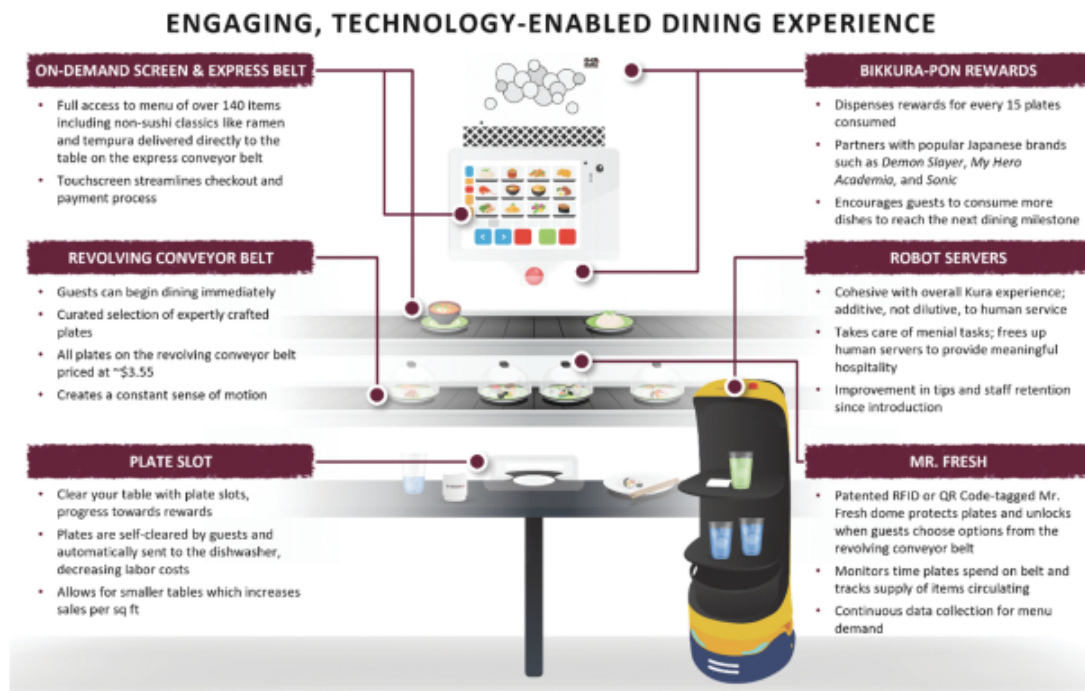 ENGAGING, TECHNOLOGY-ENABLED DINING EXPERIENCE
ON-DEMAND SCREEN & EXPRESS BELT
• Full access to menu of over 140 items
including non-sushi classics like ramen
and tempura delivered directly to the
table on the express conveyor belt
• Touchscreen streamlines checkout and
payment process
REVOLVING CONVEYOR BELT
• Guests can begin dining immediately
• Curated selection of expertly crafted
plates
• All plates on the revolving conveyor belt
priced at ~$3.55
• Creates a constant sense of motion
PLATE SLOT
• Clear your table with plate slots,
progress towards rewards
• Plates are self-cleared by guests and
automatically sent to the dishwasher,
decreasing labor costs
• Allows for smaller tables which increases
sales per sq ft
BIKKURA-PON REWARDS
• Dispenses rewards for every 15 plates
consumed
• Partners with popular Japanese brands
such as Demon Slayer, My Hero
Academia, and Sonic
• Encourages guests to consume more
dishes to reach the next dining milestone
ROBOT SERVERS
• Cohesive with overall Kura experience;
additive, not dilutive, to human service
• Takes care of menial tasks; frees up
human servers to provide meaningful
hospitality
• Improvement in tips and staff retention
since introduction
MR. FRESH
• Patented RFID or QR Code-tagged Mr.
Fresh dome protects plates and unlocks
when guests choose options from the
revolving conveyor belt
• Monitors time plates spend on belt and
tracks supply of items circulating
• Continuous data collection for menu
demand